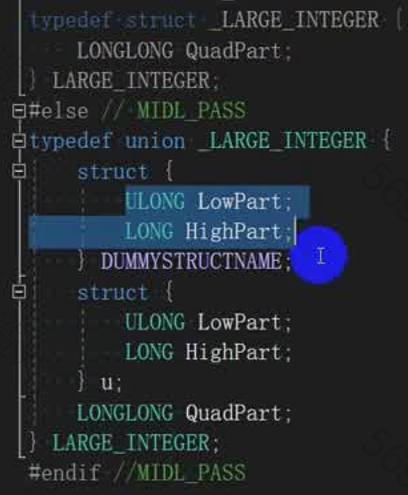 typedef struct _LARGE_INTEGER {
LONGLONG QuadPart;
} LARGE_INTEGER;
#else // MIDL_PASS
typedef union _LARGE_INTEGER {
struct {
ULONG LowPart;
LONG HighPart;
} DUMMYSTRUCTNAME;
struct {
ULONG LowPart;
LONG HighPart;
} u;
LONGLONG QuadPart;
} LARGE_INTEGER;
#endif //MIDL_PASS